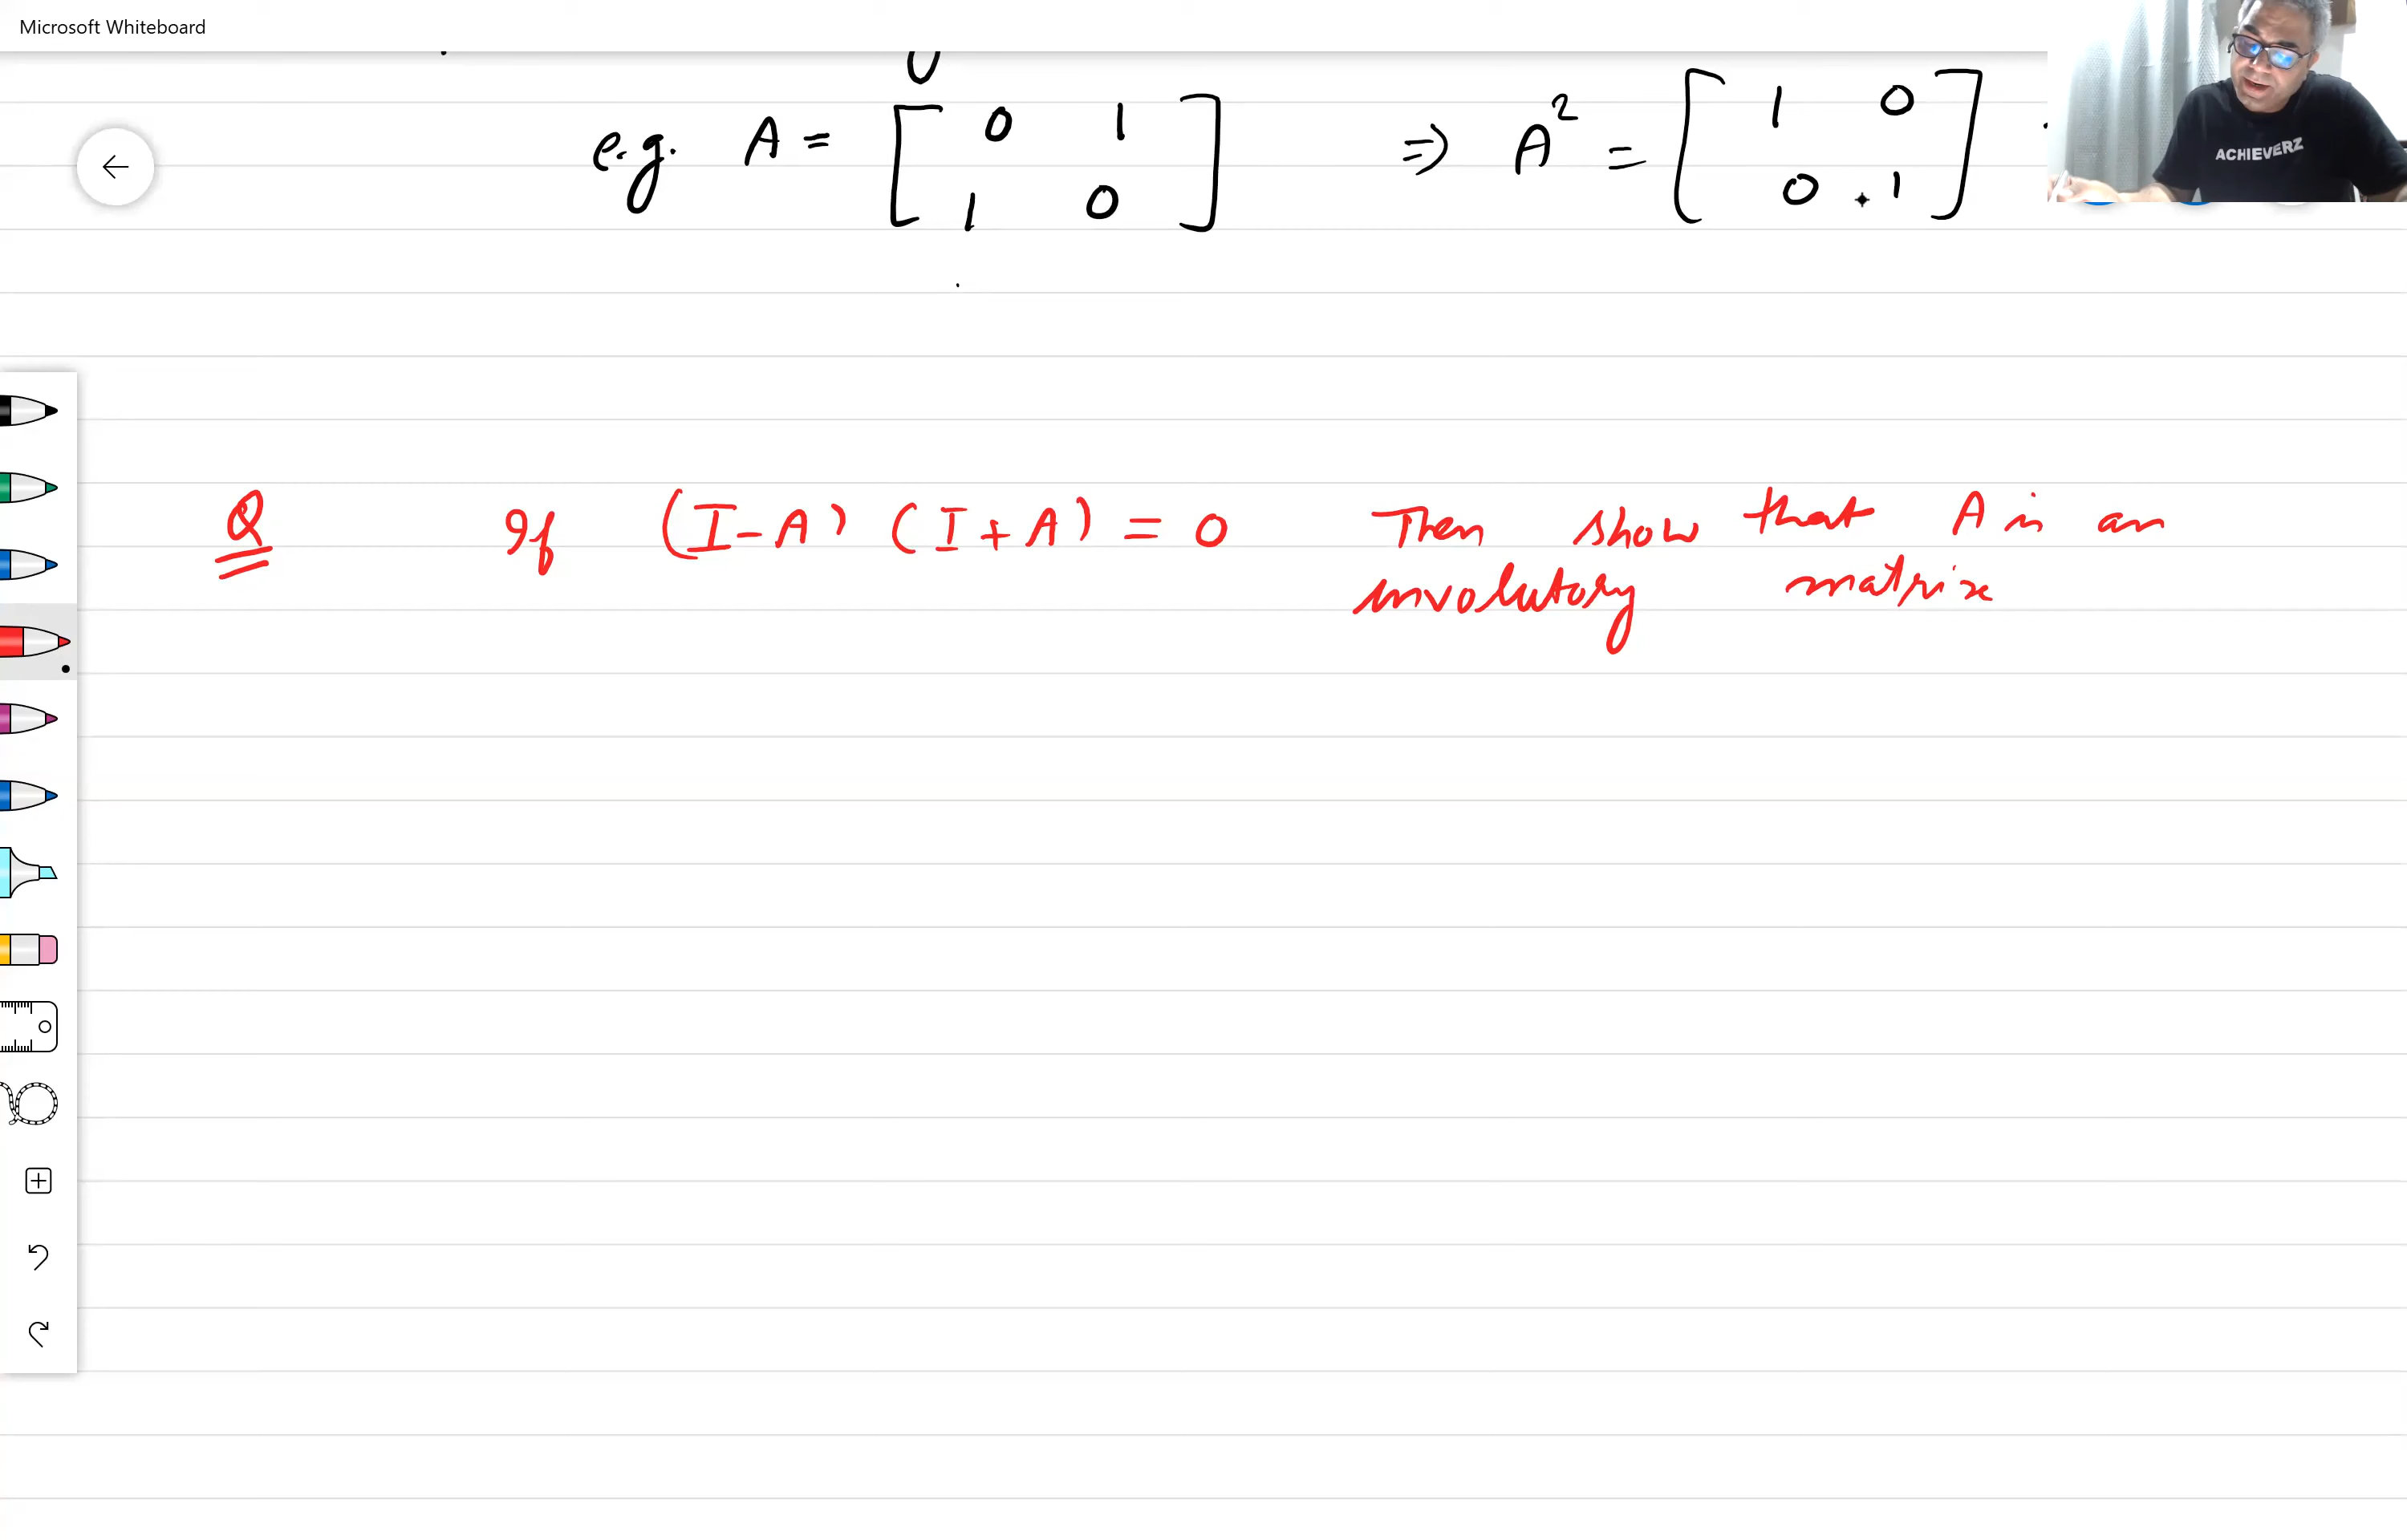 Microsoft Whiteboard
e.g. A = [ 0 1 ⇒ A² = [ 1 0
1 0 ] 0 1 ]
ACHIEVERZ
Q If (I-A) (I+A) = 0 Then show that A is an
involutory matrix